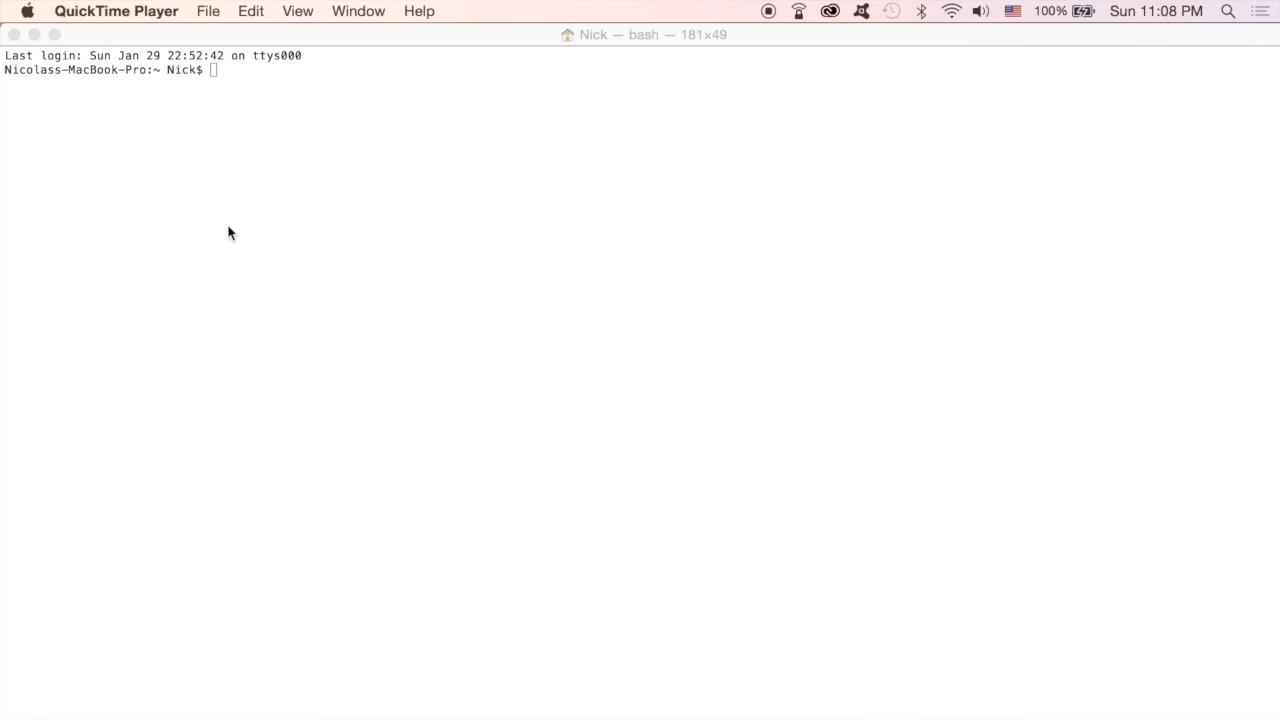 QuickTime Player File Edit View Window Help 100% Sun 11:08 PM
Nick — bash — 181×49
Last login: Sun Jan 29 22:52:42 on ttys000
Nicolass-MacBook-Pro:~ Nick$